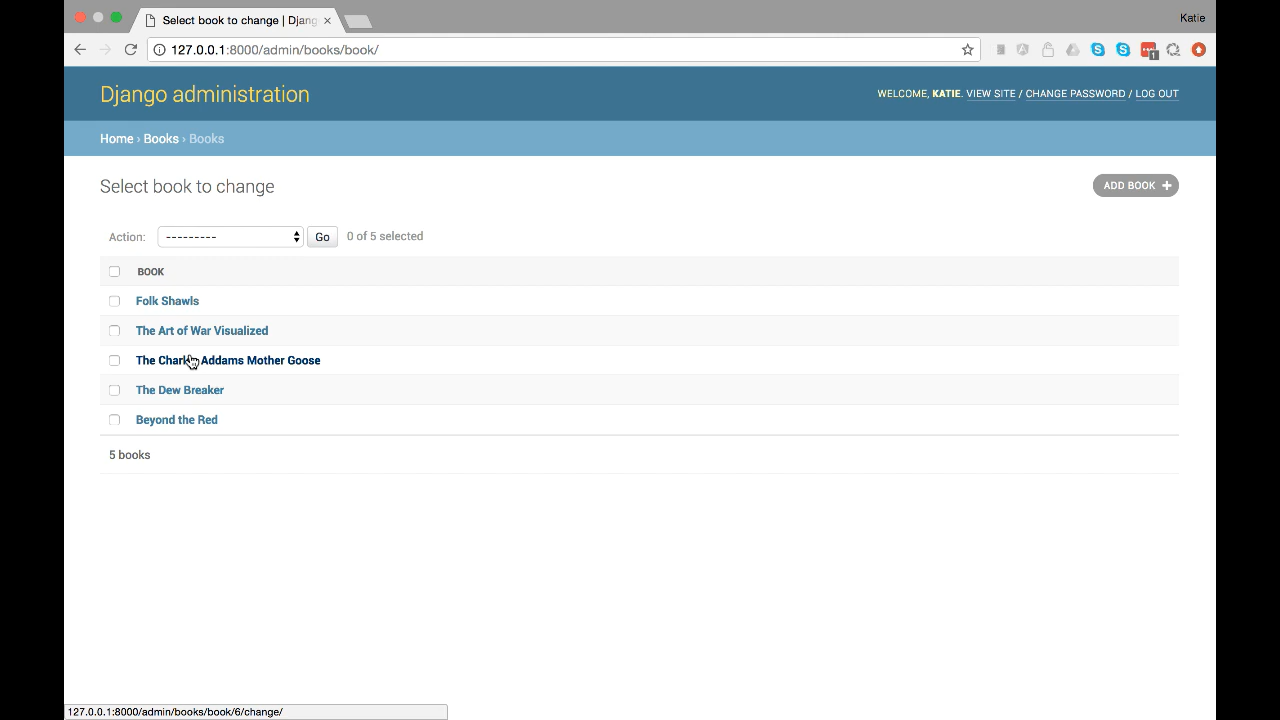 Select book to change | Djang
Katie
127.0.0.1:8000/admin/books/book/
1
Django administration
WELCOME, KATIE. VIEW SITE / CHANGE PASSWORD / LOG OUT
Home › Books › Books
Select book to change
ADD BOOK +
Action: --------- Go 0 of 5 selected
BOOK
Folk Shawls
The Art of War Visualized
The Charles Addams Mother Goose
The Dew Breaker
Beyond the Red
5 books
127.0.0.1:8000/admin/books/book/6/change/